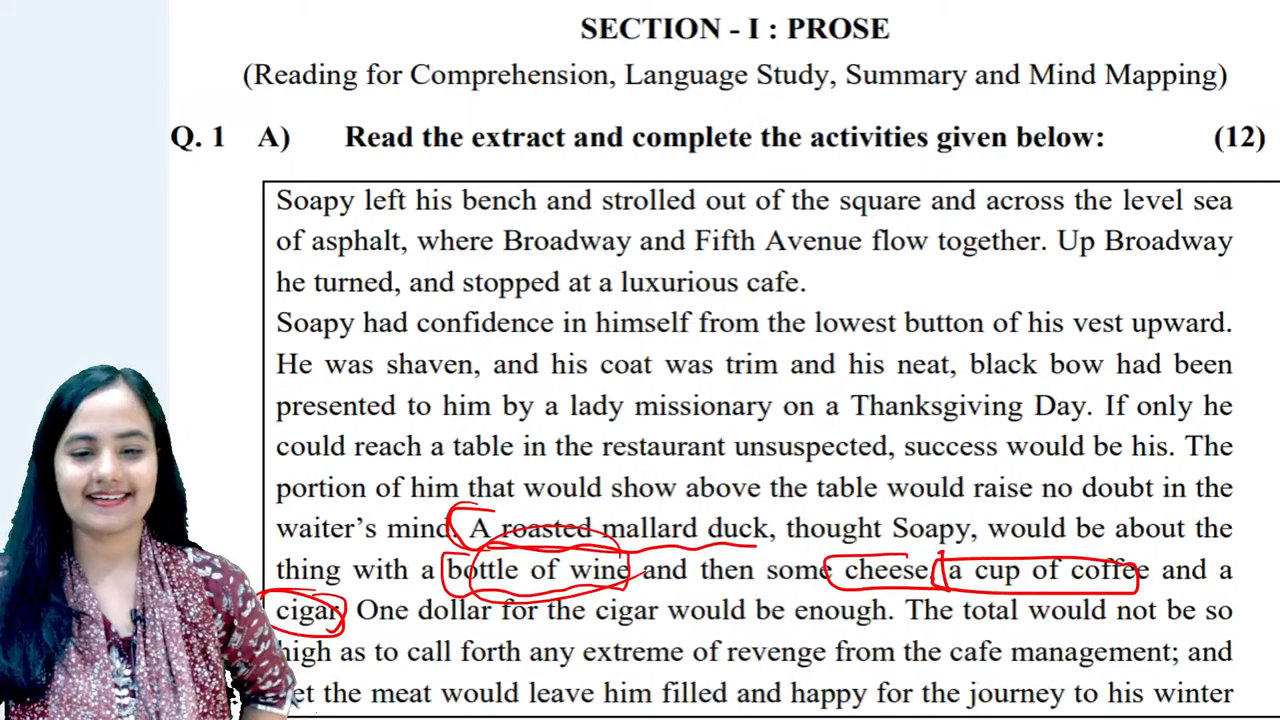 SECTION - I : PROSE
(Reading for Comprehension, Language Study, Summary and Mind Mapping)
Q. 1 A) Read the extract and complete the activities given below: (12)
Soapy left his bench and strolled out of the square and across the level sea
of asphalt, where Broadway and Fifth Avenue flow together. Up Broadway
he turned, and stopped at a luxurious cafe.
Soapy had confidence in himself from the lowest button of his vest upward.
He was shaven, and his coat was trim and his neat, black bow had been
presented to him by a lady missionary on a Thanksgiving Day. If only he
could reach a table in the restaurant unsuspected, success would be his. The
portion of him that would show above the table would raise no doubt in the
waiter's mind. A roasted mallard duck, thought Soapy, would be about the
thing with a bottle of wine and then some cheese, a cup of coffee and a
cigar. One dollar for the cigar would be enough. The total would not be so
high as to call forth any extreme of revenge from the cafe management; and
the meat would leave him filled and happy for the journey to his winter